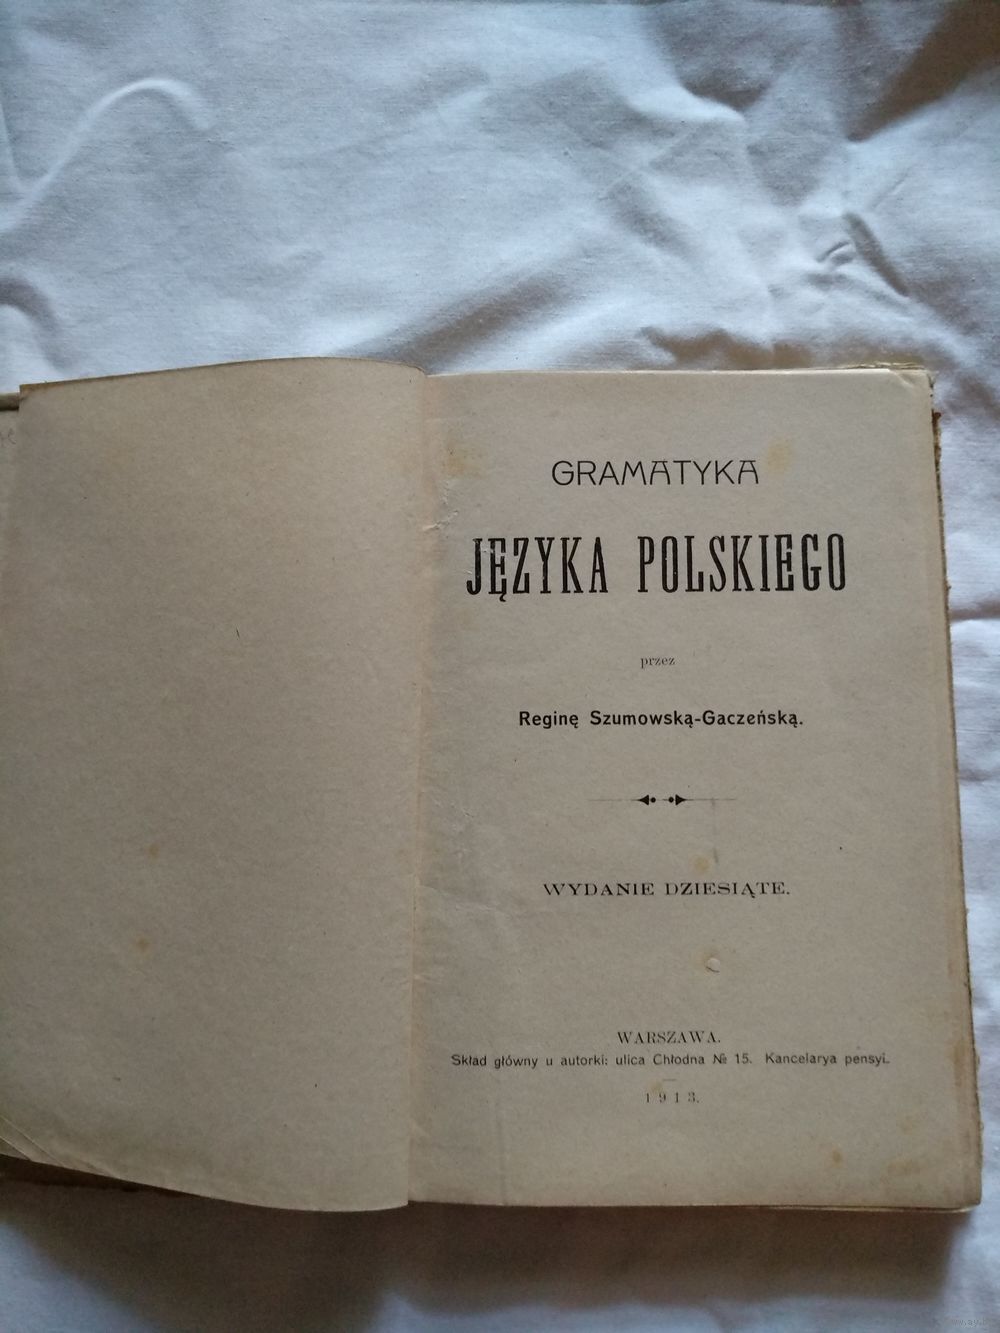 GRAMATYKA
JĘZYKA POLSKIEGO
przez
Reginę Szumowską-Gaczeńską.
WYDANIE DZIESIĄTE.
WARSZAWA.
Skład główny u autorki: ulica Chłodna № 15. Kancelarya pensyi.
1913.